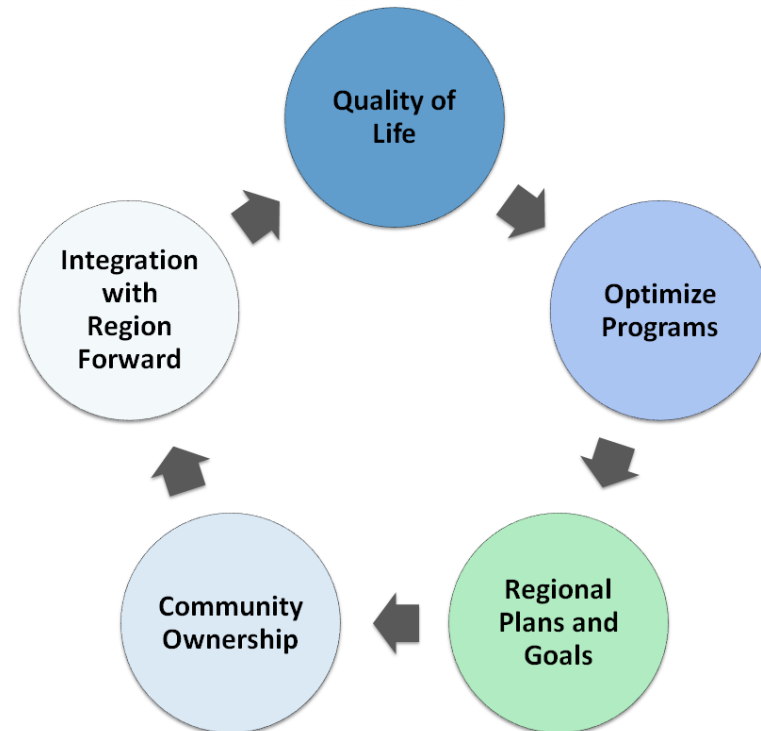 Quality of
Life
Optimize
Programs
Regional
Plans and
Goals
Community
Ownership
Integration
with
Region
Forward